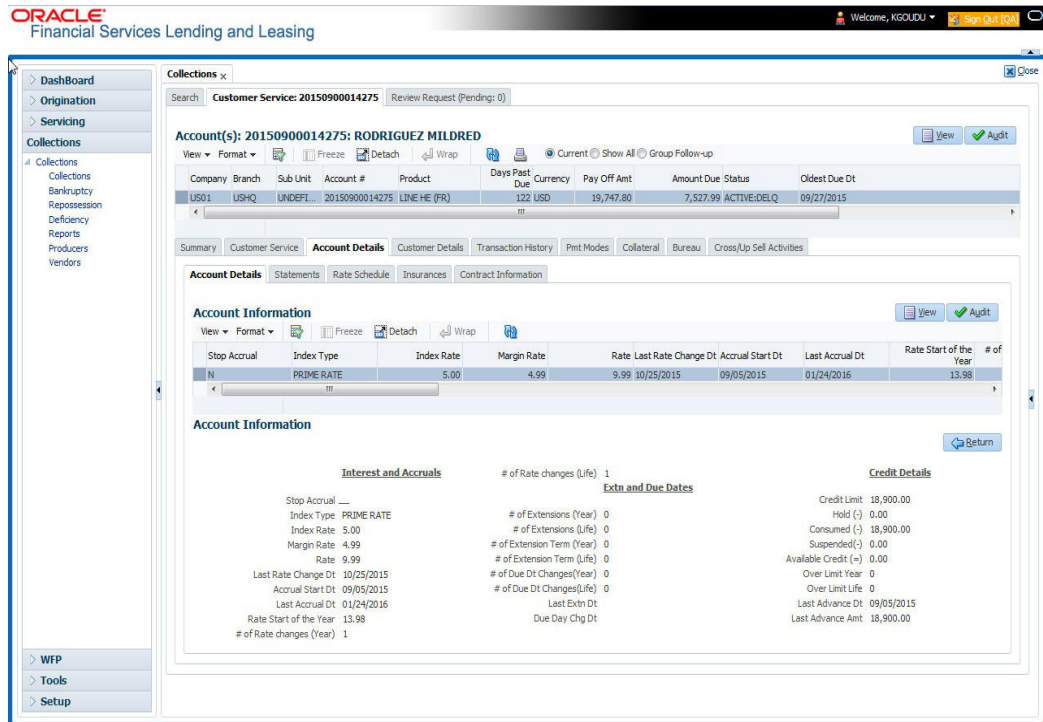 ORACLE
Financial Services Lending and Leasing
Welcome, KGOUDU
Sign Out [QA]
Close
DashBoard
Origination
Servicing
Collections
Collections
Collections
Bankruptcy
Repossession
Deficiency
Reports
Producers
Vendors
WFP
Tools
Setup
Collections x
Search Customer Service: 20150900014275 Review Request (Pending: 0)
Account(s): 20150900014275: RODRIGUEZ MILDRED
View Audit
View Format Freeze Detach Wrap Current Show All Group Follow-up
Company Branch Sub Unit Account # Product Days Past Due Currency Pay Off Amt Amount Due Status Oldest Due Dt
US01 USHQ UNDEFI... 20150900014275 LINE HE (FR) 122 USD 19,747.80 7,527.99 ACTIVE:DELQ 09/27/2015
Summary Customer Service Account Details Customer Details Transaction History Pmt Modes Collateral Bureau Cross/Up Sell Activities
Account Details Statements Rate Schedule Insurances Contract Information
Account Information
View Audit
View Format Freeze Detach Wrap
Stop Accrual Index Type Index Rate Margin Rate Rate Last Rate Change Dt Accrual Start Dt Last Accrual Dt Rate Start of the Year # of
N PRIME RATE 5.00 4.99 9.99 10/25/2015 09/05/2015 01/24/2016 13.98
Account Information
Return
Interest and Accruals
Stop Accrual
Index Type PRIME RATE
Index Rate 5.00
Margin Rate 4.99
Rate 9.99
Last Rate Change Dt 10/25/2015
Accrual Start Dt 09/05/2015
Last Accrual Dt 01/24/2016
Rate Start of the Year 13.98
# of Rate changes (Year) 1
# of Rate changes (Life) 1
Extn and Due Dates
# of Extensions (Year) 0
# of Extensions (Life) 0
# of Extension Term (Year) 0
# of Extension Term (Life) 0
# of Due Dt Changes(Year) 0
# of Due Dt Changes(Life) 0
Last Extn Dt
Due Day Chg Dt
Credit Details
Credit Limit 18,900.00
Hold (-) 0.00
Consumed (-) 18,900.00
Suspended(-) 0.00
Available Credit (=) 0.00
Over Limit Year 0
Over Limit Life 0
Last Advance Dt 09/05/2015
Last Advance Amt 18,900.00